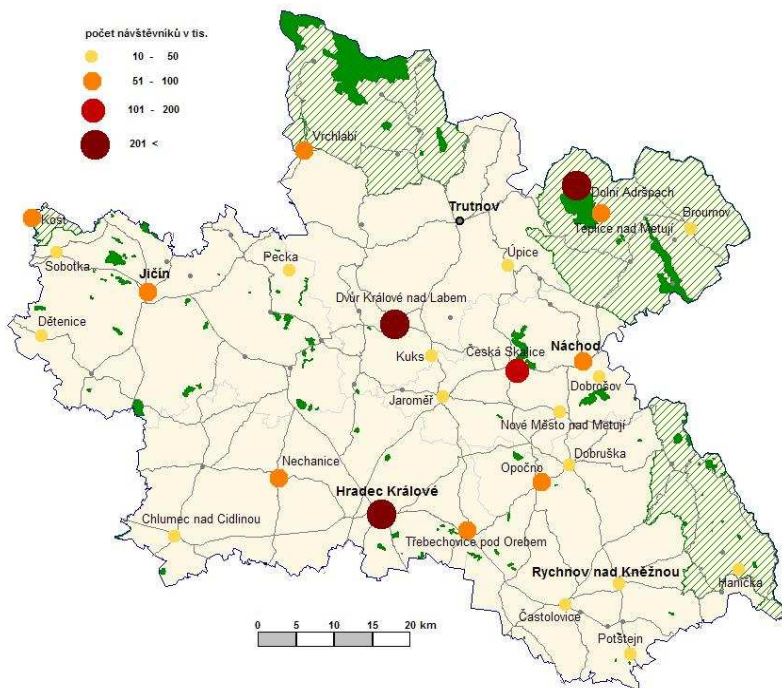 počet návštěvníků v tis.
10 - 50
51 - 100
101 - 200
201 <
Vrchlabí
Dolní Adršpach
Trutnov
Kost
Teplice nad Metují
Broumov
Sobotka
Pecka
Úpice
Jičín
Dvůr Králové nad Labem
Dětenice
Kuks
Česká Skalice
Náchod
Dobrošov
Jaroměř
Nové Město nad Metují
Nechanice
Opočno
Dobruška
Hradec Králové
Chlumec nad Cidlinou
Třebechovice pod Orebem
Rychnov nad Kněžnou
Hanička
Častolovice
Potštejn
0 5 10 15 20 km